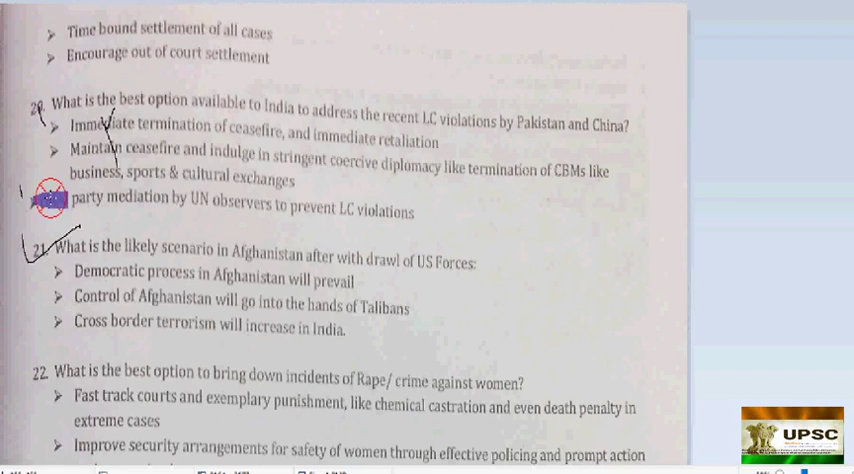 ➢ Time bound settlement of all cases
➢ Encourage out of court settlement
20. What is the best option available to India to address the recent LC violations by Pakistan and China?
➢ Immediate termination of ceasefire, and immediate retaliation
➢ Maintain ceasefire and indulge in stringent coercive diplomacy like termination of CBMs like
business, sports & cultural exchanges
party mediation by UN observers to prevent LC violations
21. What is the likely scenario in Afghanistan after with drawl of US Forces:
➢ Democratic process in Afghanistan will prevail
➢ Control of Afghanistan will go into the hands of Talibans
➢ Cross border terrorism will increase in India.
22. What is the best option to bring down incidents of Rape/ crime against women?
➢ Fast track courts and exemplary punishment, like chemical castration and even death penalty in
extreme cases
➢ Improve security arrangements for safety of women through effective policing and prompt action
UPSC